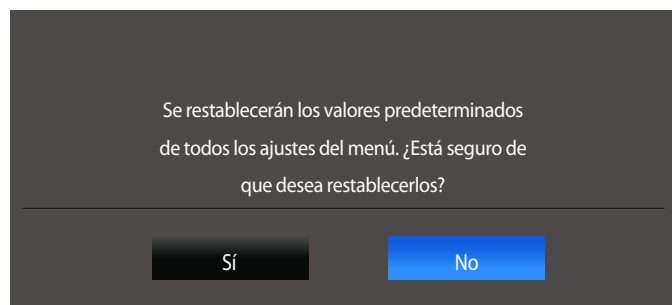 Se restablecerán los valores predeterminados
de todos los ajustes del menú. ¿Está seguro de
que desea restablecerlos?
Sí
No